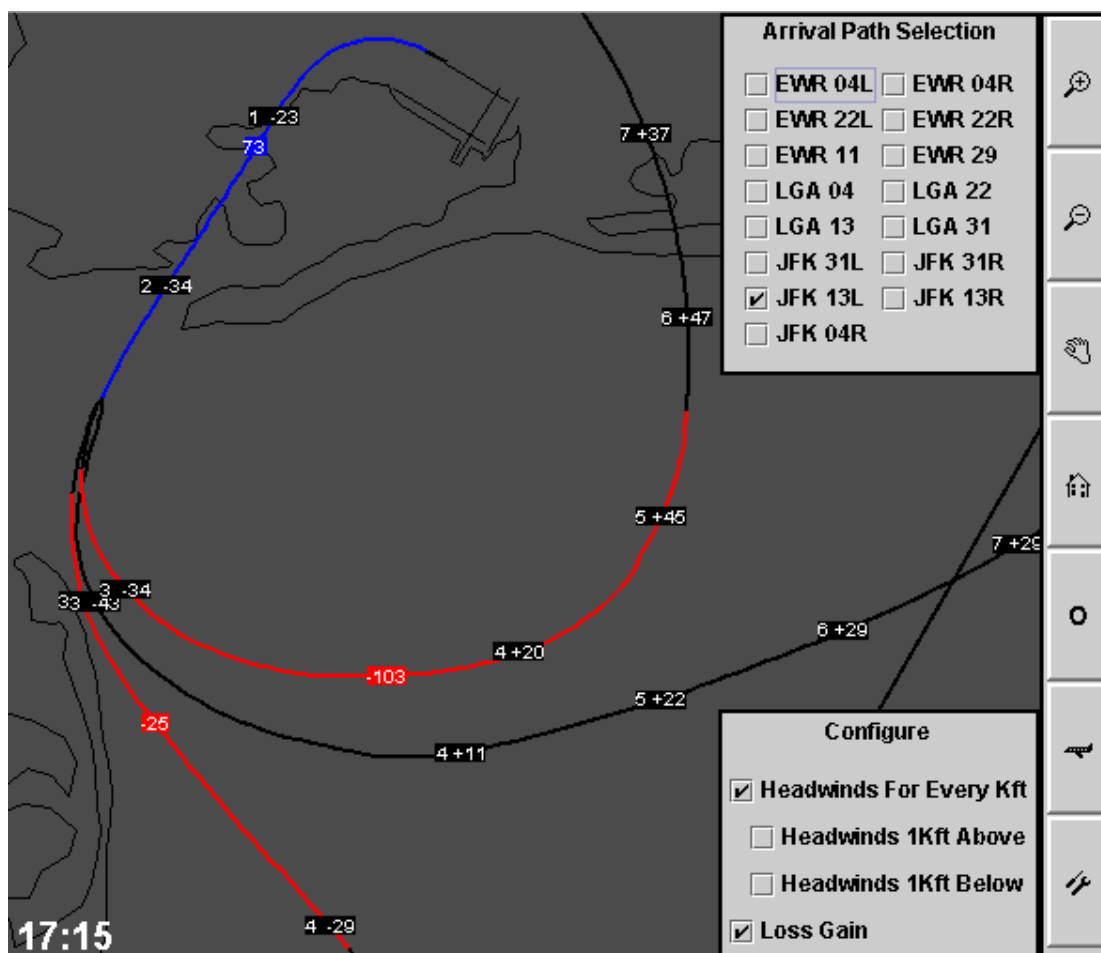 Arrival Path Selection
EWR 04L EWR 04R
EWR 22L EWR 22R
EWR 11 EWR 29
LGA 04 LGA 22
LGA 13 LGA 31
JFK 31L JFK 31R
JFK 13L JFK 13R
JFK 04R
1 -23
73
7 +37
2 -34
6 +47
5 +45
7 +29
3 -34
3 -43
6 +29
4 +20
-103
5 +22
-25
4 +11
Configure
Headwinds For Every Kft
Headwinds 1Kft Above
Headwinds 1Kft Below
Loss Gain
4 -29
17:15
O